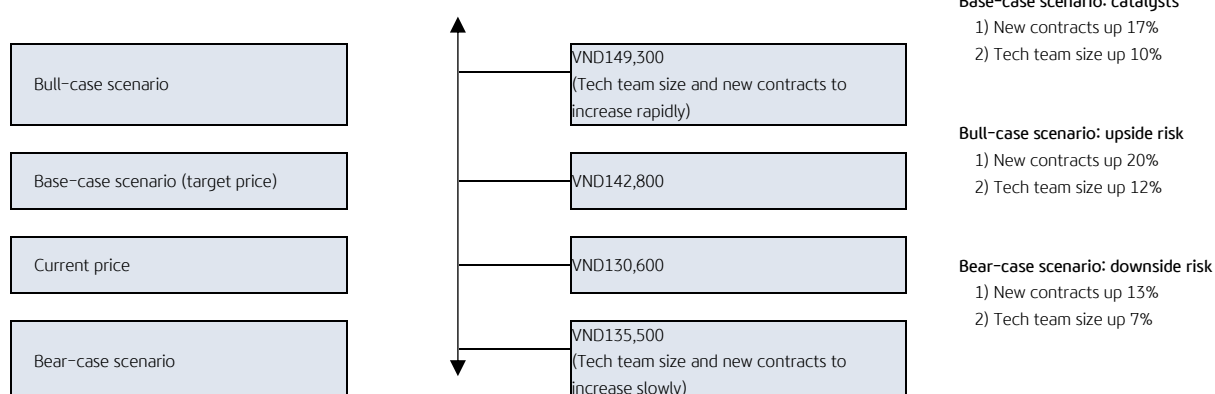 Bull-case scenario
VND149,300
(Tech team size and new contracts to
increase rapidly)
Base-case scenario (target price)
VND142,800
Current price
VND130,600
Bear-case scenario
VND135,500
(Tech team size and new contracts to
increase slowly)
Base-case scenario: catalysts
1) New contracts up 17%
2) Tech team size up 10%
Bull-case scenario: upside risk
1) New contracts up 20%
2) Tech team size up 12%
Bear-case scenario: downside risk
1) New contracts up 13%
2) Tech team size up 7%